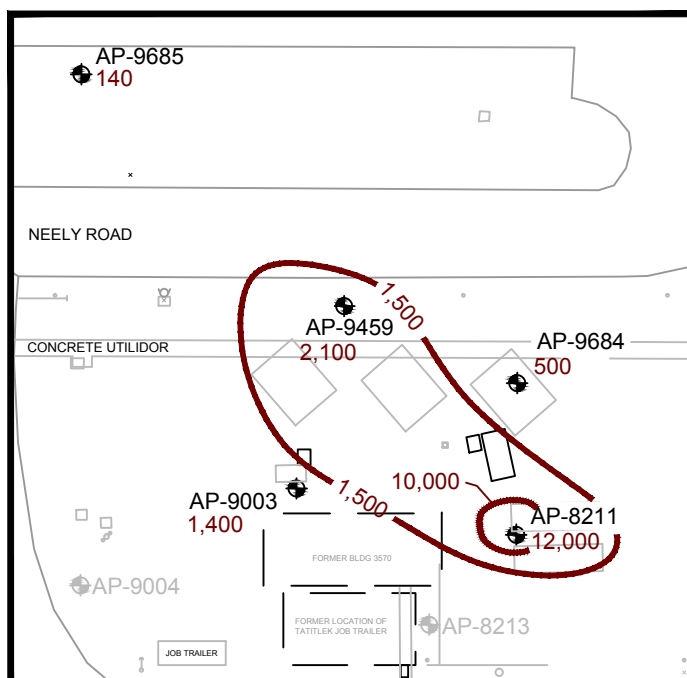 AP-9685
140
NEELY ROAD
1,500
AP-9459
2,100
CONCRETE UTILIDOR
AP-9684
500
10,000
AP-9003
1,400
1,500
AP-8211
12,000
FORMER BLDG 3570
AP-9004
FORMER LOCATION OF
TATITLEK JOB TRAILER
AP-8213
JOB TRAILER